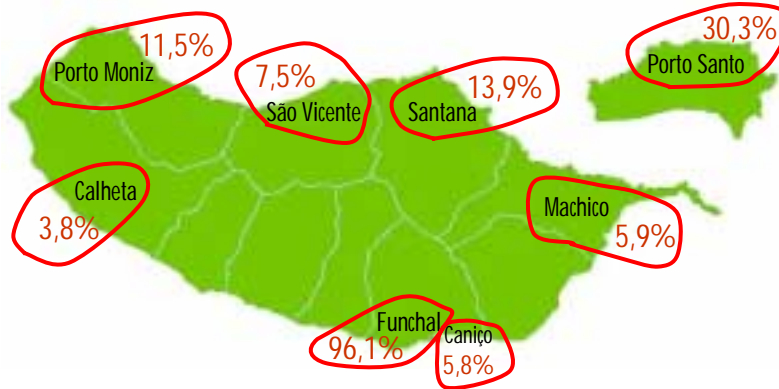 11,5%
Porto Moniz
7,5%
São Vicente
13,9%
Santana
30,3%
Porto Santo
Calheta
3,8%
Machico
5,9%
Funchal
96,1%
Caniço
5,8%